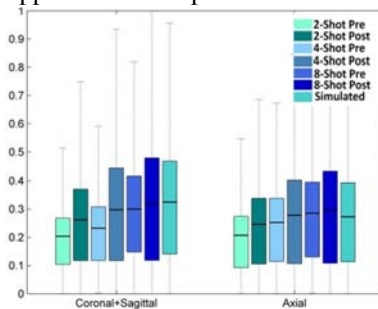 1
0.9
0.8
0.7
0.6
0.5
0.4
0.3
0.2
0.1
0
2-Shot Pre
2-Shot Post
4-Shot Pre
4-Shot Post
8-Shot Pre
8-Shot Post
Simulated
Coronal+Sagittal
Axial